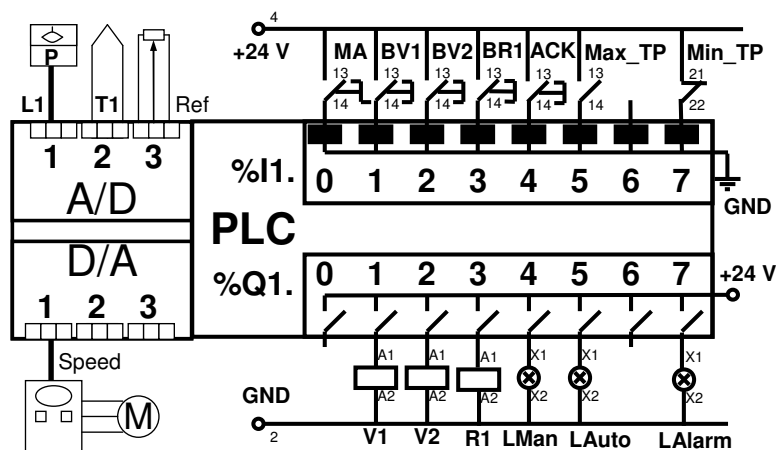 4
+24 V
MA BV1 BV2 BR1 ACK Max_TP Min_TP
13 13 13 13 13 13 21
14 14 14 14 14 14 22
P
L1 T1 Ref
1 2 3
A/D
%I1. 0 1 2 3 4 5 6 7
GND
PLC
D/A
1 2 3
%Q1. 0 1 2 3 4 5 6 7
+24 V
Speed
A1 A1 A1 X1 X1 X1
A2 A2 A2 X2 X2 X2
M
GND
2
V1 V2 R1 LMan LAuto LAlarm